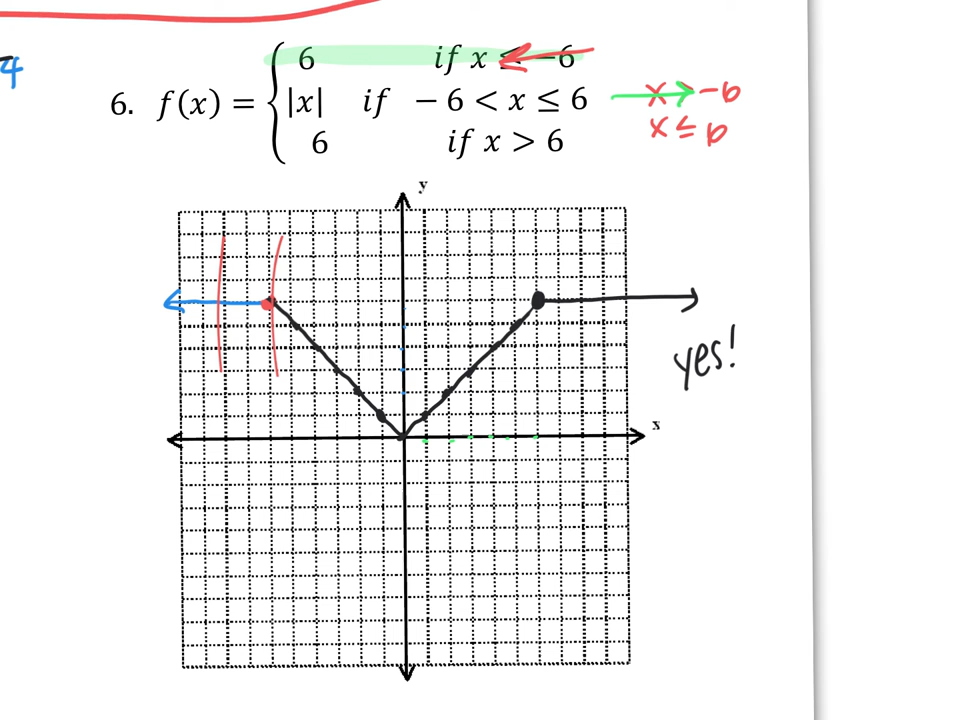 4
6 if x ≤ −6
6. f(x) = { |x| if − 6 < x ≤ 6 x > -6
6 if x > 6 x ≤ 6
y
yes!
x